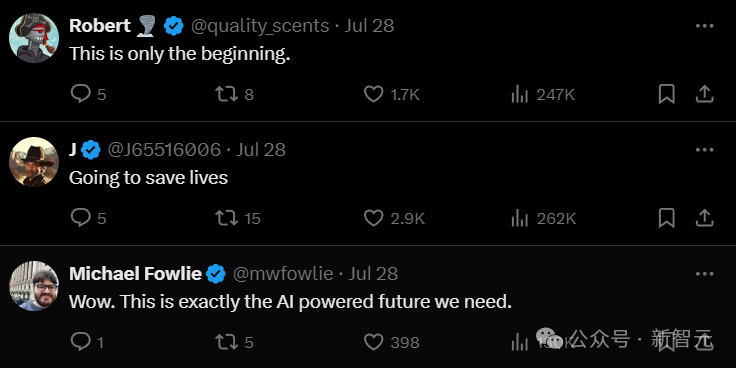 Robert @quality_scents · Jul 28
This is only the beginning.
5 8 1.7K 247K
J @J65516006 · Jul 28
Going to save lives
5 15 2.9K 262K
Michael Fowlie @mwfowlie · Jul 28
Wow. This is exactly the AI powered future we need.
1 5 398
公众号 · 新智元